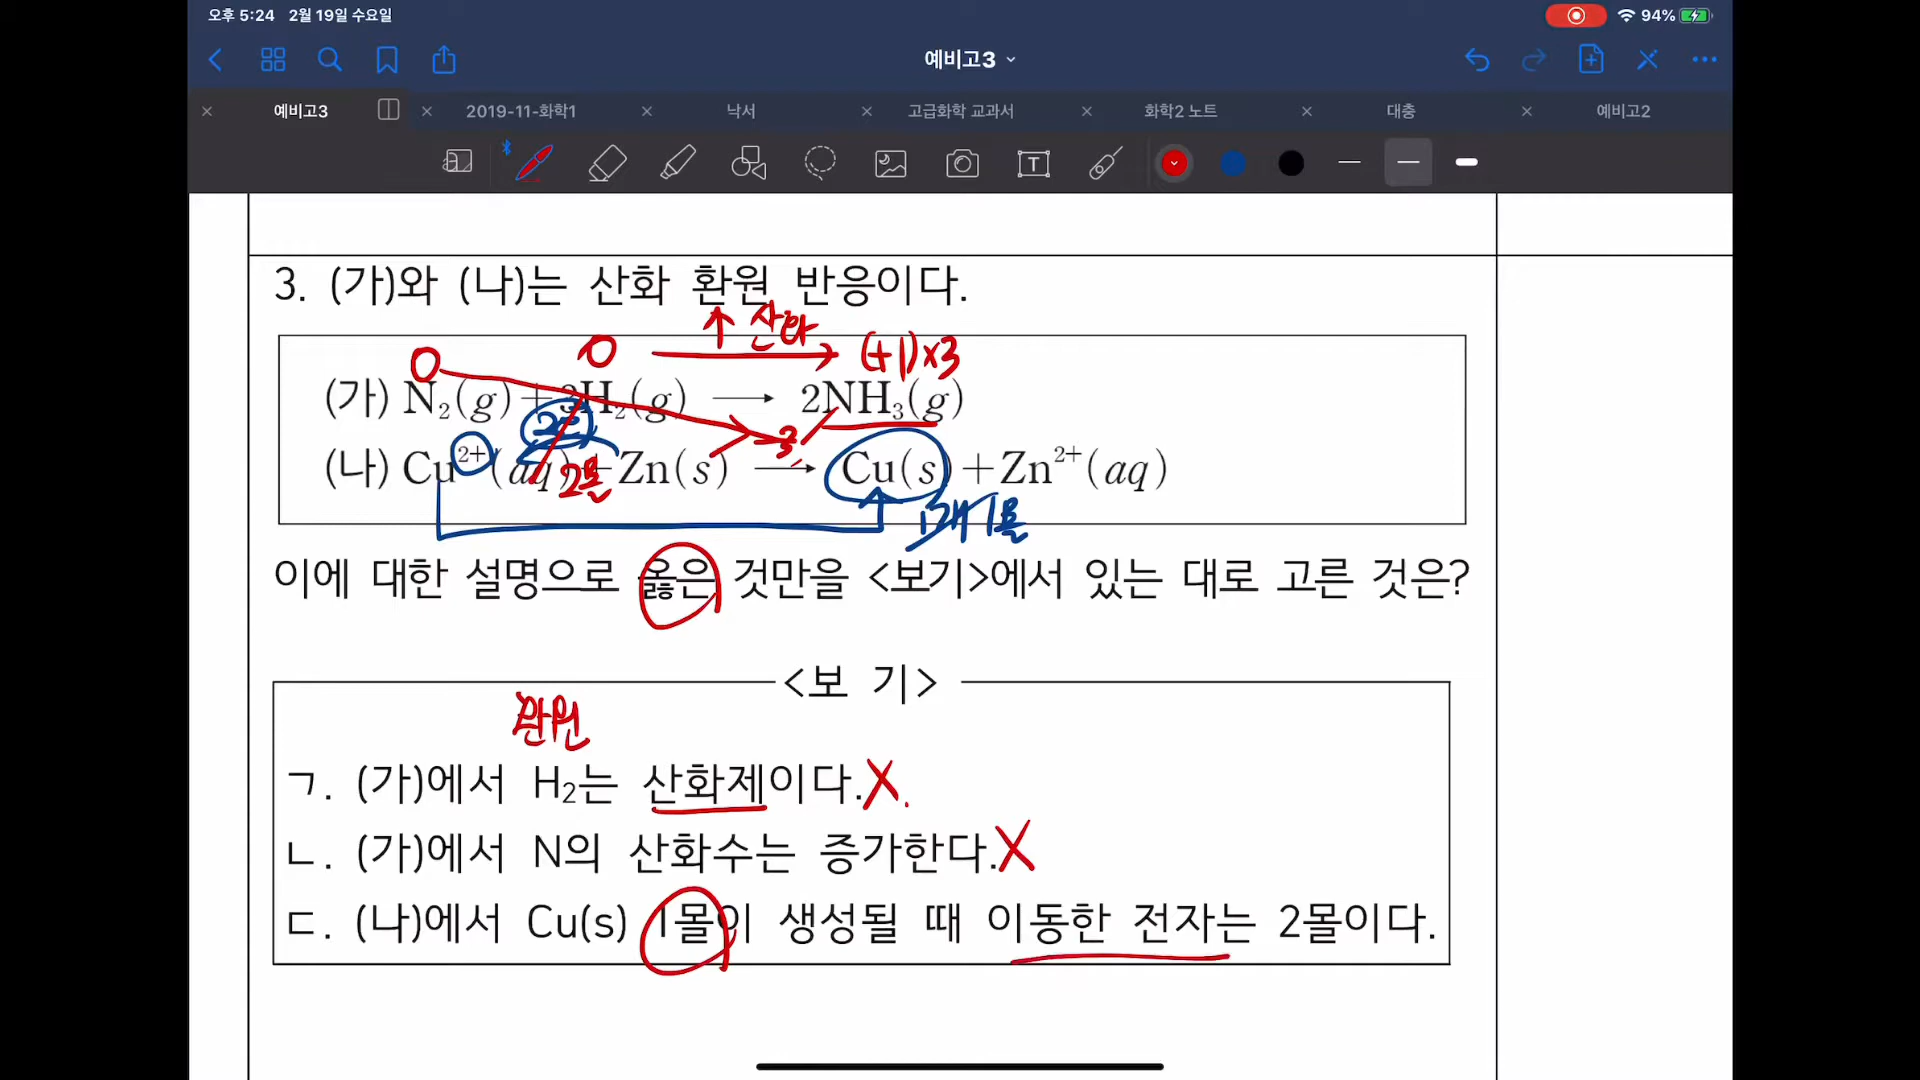 오후 5:24 2월 19일 수요일
94%
예비고3
예비고3 2019-11-화학1 낙서 고급화학 교과서 화학2 노트 대충 예비고2
T
3. (가)와 (나)는 산화 환원 반응이다.
↑ 산화
0 0 (+1)×3
(가) N₂(g)+3H₂(g) → 2NH₃(g)
-3
(나) Cu²⁺(aq)+Zn(s) → Cu(s)+Zn²⁺(aq)
2몰
1개 1몰
이에 대한 설명으로 옳은 것만을 <보기>에서 있는 대로 고른 것은?
<보 기>
환원
ㄱ. (가)에서 H₂는 산화제이다. X
ㄴ. (가)에서 N의 산화수는 증가한다. X
ㄷ. (나)에서 Cu(s) 1몰이 생성될 때 이동한 전자는 2몰이다.